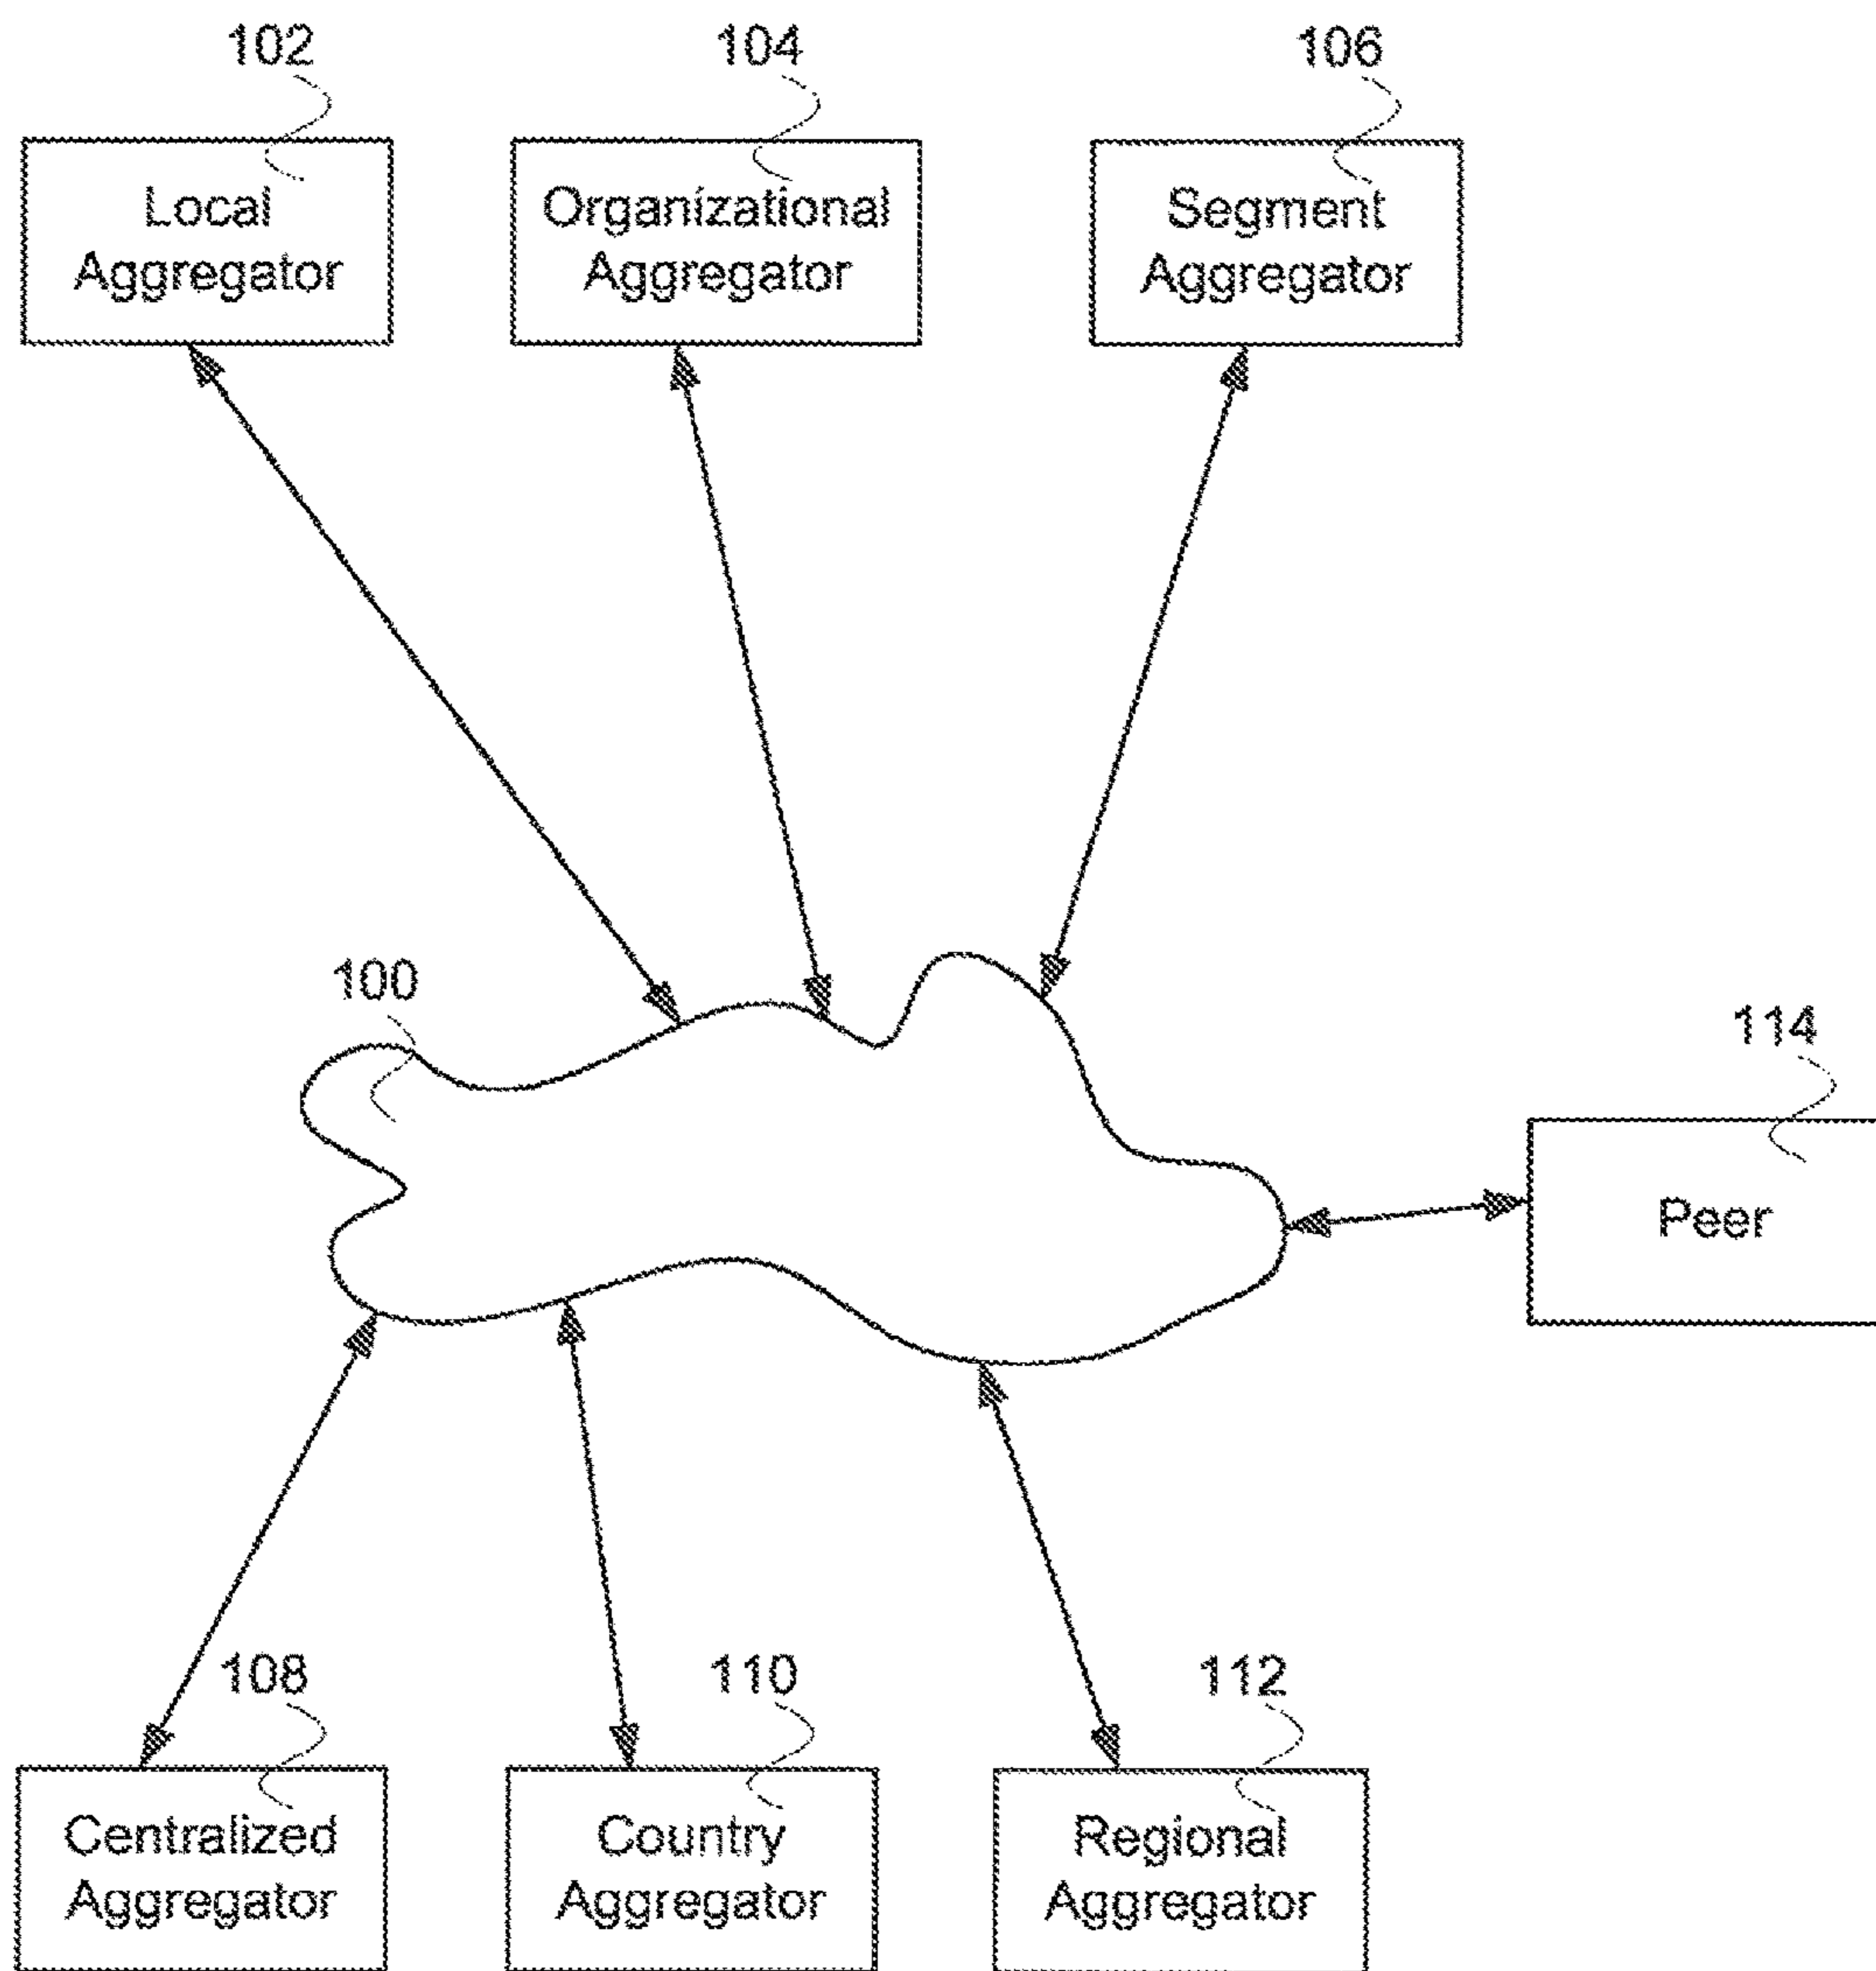 102
104
106
Local
Aggregator
Organizational
Aggregator
Segment
Aggregator
100
114
Peer
108
110
112
Centralized
Aggregator
Country
Aggregator
Regional
Aggregator